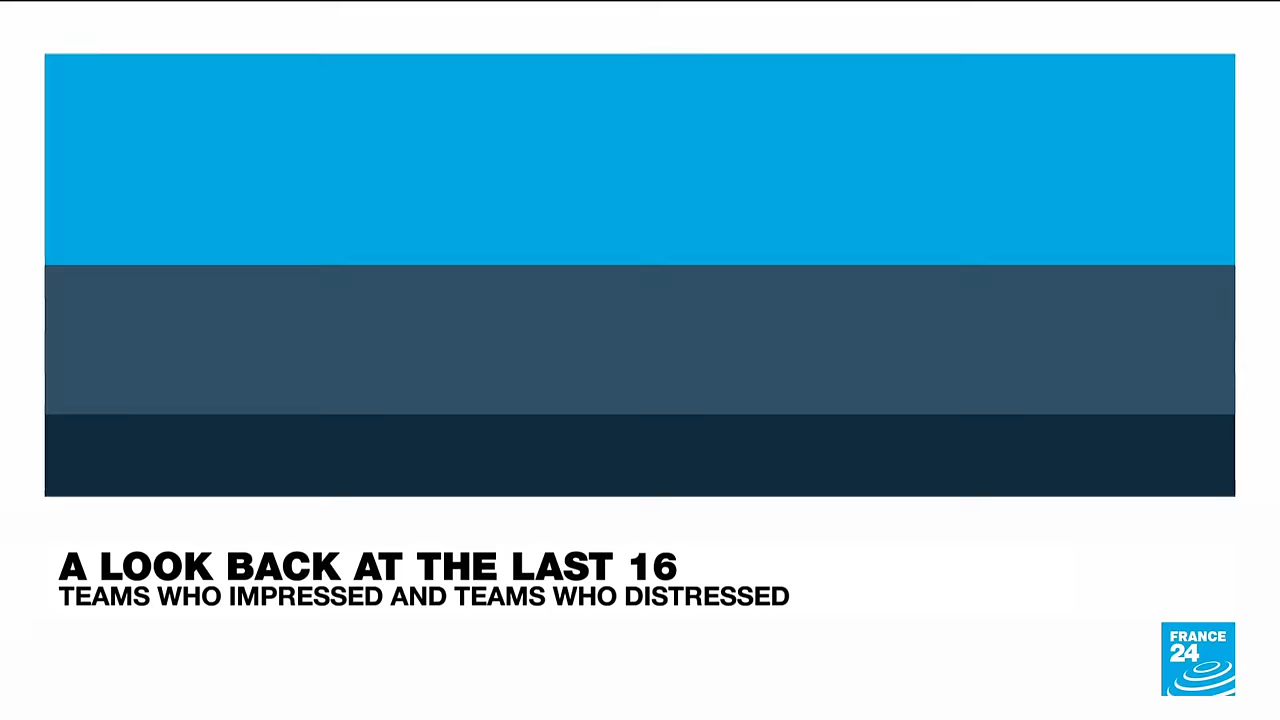 A LOOK BACK AT THE LAST 16
TEAMS WHO IMPRESSED AND TEAMS WHO DISTRESSED
FRANCE
24